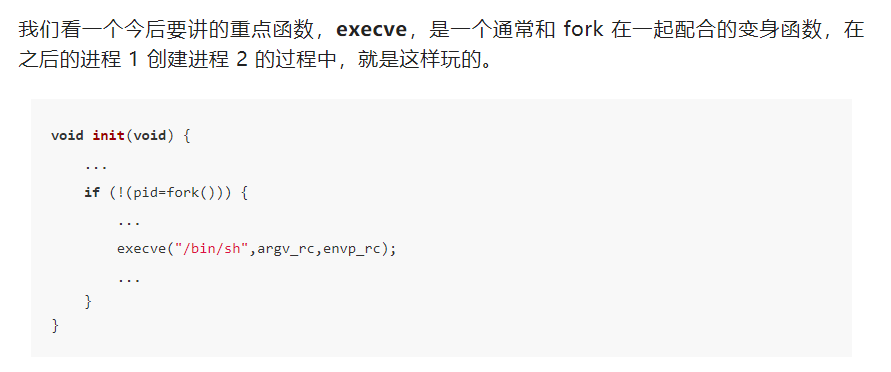 我们看一个今后要讲的重点函数，execve，是一个通常和 fork 在一起配合的变身函数，在
之后的进程 1 创建进程 2 的过程中，就是这样玩的。
void init(void) {
    ...
    if (!(pid=fork())) {
        ...
        execve("/bin/sh",argv_rc,envp_rc);
        ...
    }
}